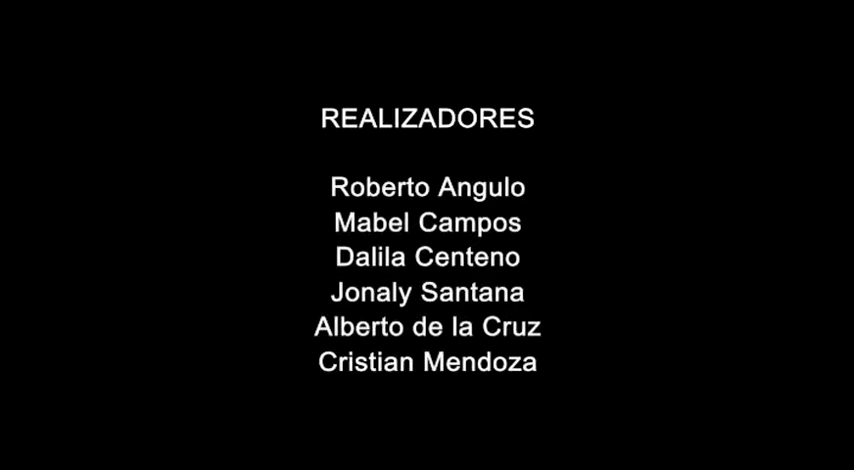 REALIZADORES
Roberto Angulo
Mabel Campos
Dalila Centeno
Jonaly Santana
Alberto de la Cruz
Cristian Mendoza